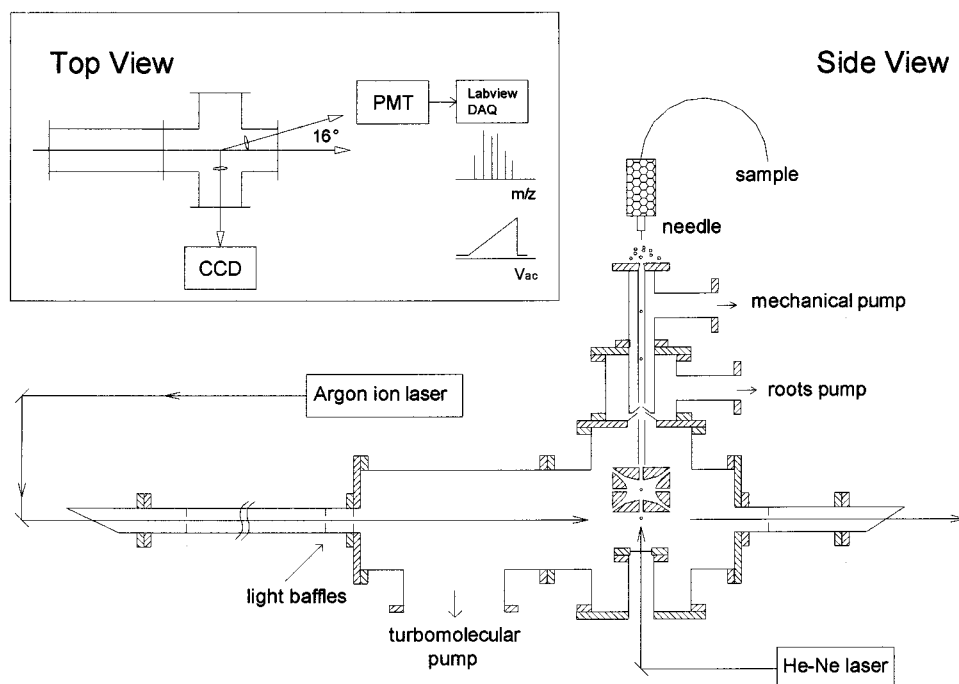 Top View
Side View
PMT
Labview
DAQ
16°
m/z
Vac
CCD
sample
needle
mechanical pump
roots pump
Argon ion laser
light baffles
turbomolecular
pump
He-Ne laser